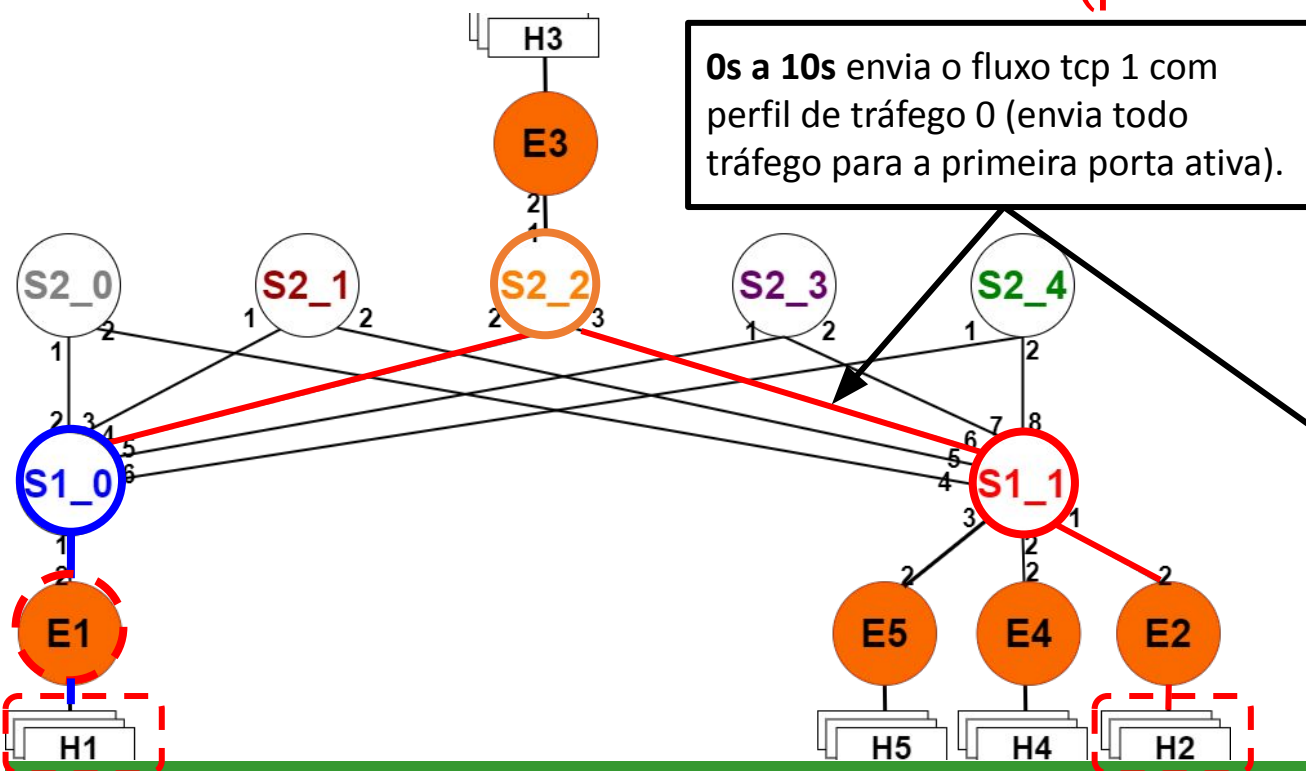 H3
0s a 10s envia o fluxo tcp 1 com
perfil de tráfego 0 (envia todo
tráfego para a primeira porta ativa).
E3
2
1
S2_0
S2_1
S2_2
S2_3
S2_4
1
2
1
2
2
3
1
2
1
2
2
3
4
5
6
7
8
6
5
4
S1_0
S1_1
1
2
3
2
1
2
2
2
E1
E5
E4
E2
H1
H5
H4
H2